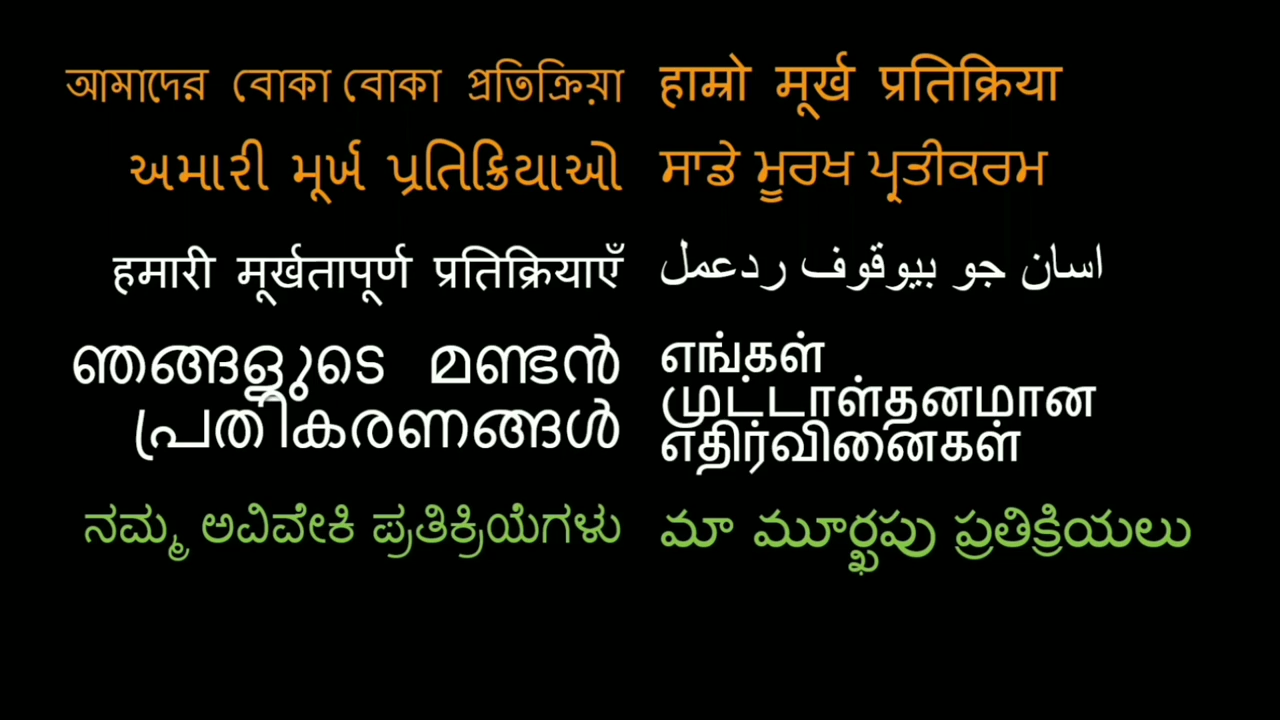 আমাদের বোকা বোকা প্রতিক্রিয়া
हाम्रो मूर्ख प्रतिक्रिया
અમારી મૂર્ખ પ્રતિક્રિયાઓ
ਸਾਡੇ ਮੂਰਖ ਪ੍ਰਤੀਕਰਮ
हमारी मूर्खतापूर्ण प्रतिक्रियाएँ
اسان جو بيوقوف ردعمل
ഞങ്ങളുടെ മണ്ടൻ
പ്രതികരണങ്ങൾ
எங்கள்
முட்டாள்தனமான
எதிர்வினைகள்
ನಮ್ಮ ಅವಿವೇಕಿ ಪ್ರತಿಕ್ರಿಯೆಗಳು
మా మూర్ఖపు ప్రతిక్రియలు